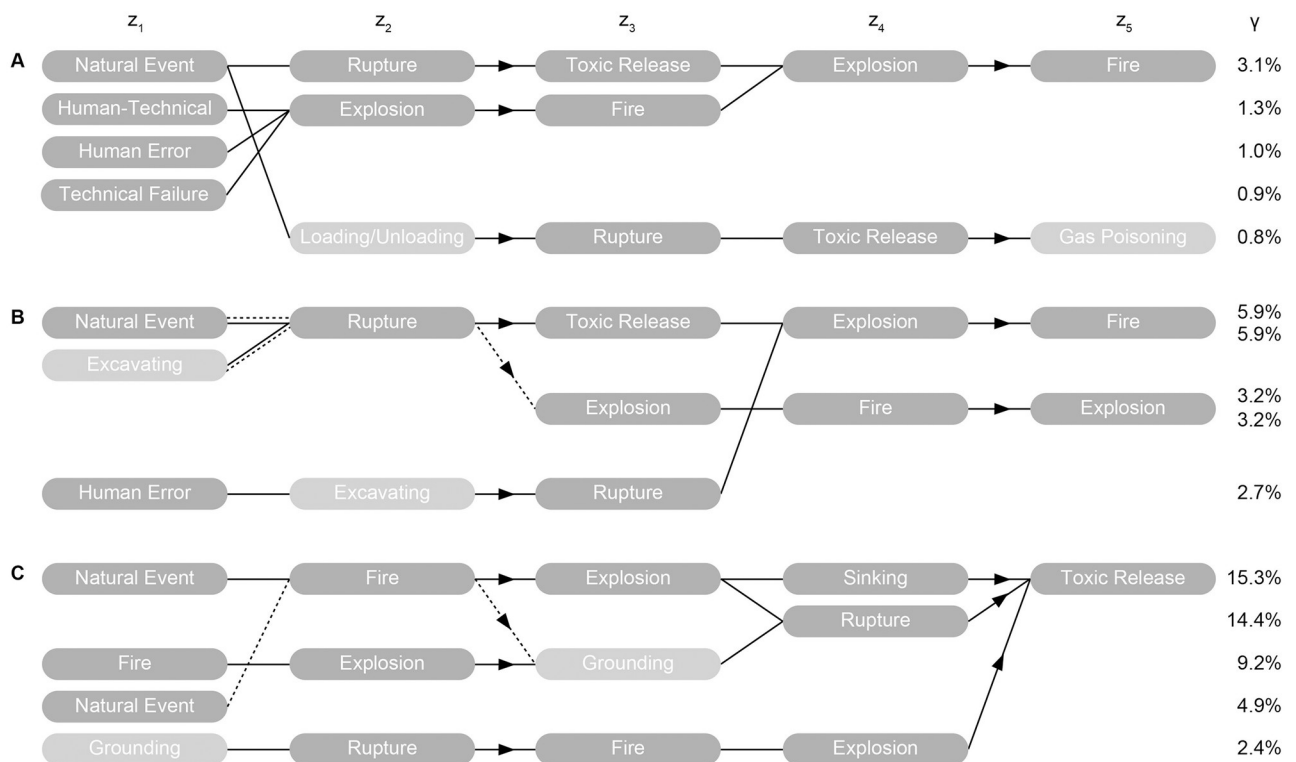 z1 z2 z3 z4 z5 γ
A Natural Event Rupture Toxic Release Explosion Fire 3.1%
Human-Technical Explosion Fire 1.3%
Human Error 1.0%
Technical Failure 0.9%
Loading/Unloading Rupture Toxic Release Gas Poisoning 0.8%
B Natural Event Rupture Toxic Release Explosion Fire 5.9%
5.9%
Excavating
3.2%
Explosion Fire Explosion
3.2%
Human Error Excavating Rupture 2.7%
C Natural Event Fire Explosion Sinking Toxic Release 15.3%
Rupture 14.4%
Fire Explosion Grounding 9.2%
Natural Event 4.9%
Grounding Rupture Fire Explosion 2.4%